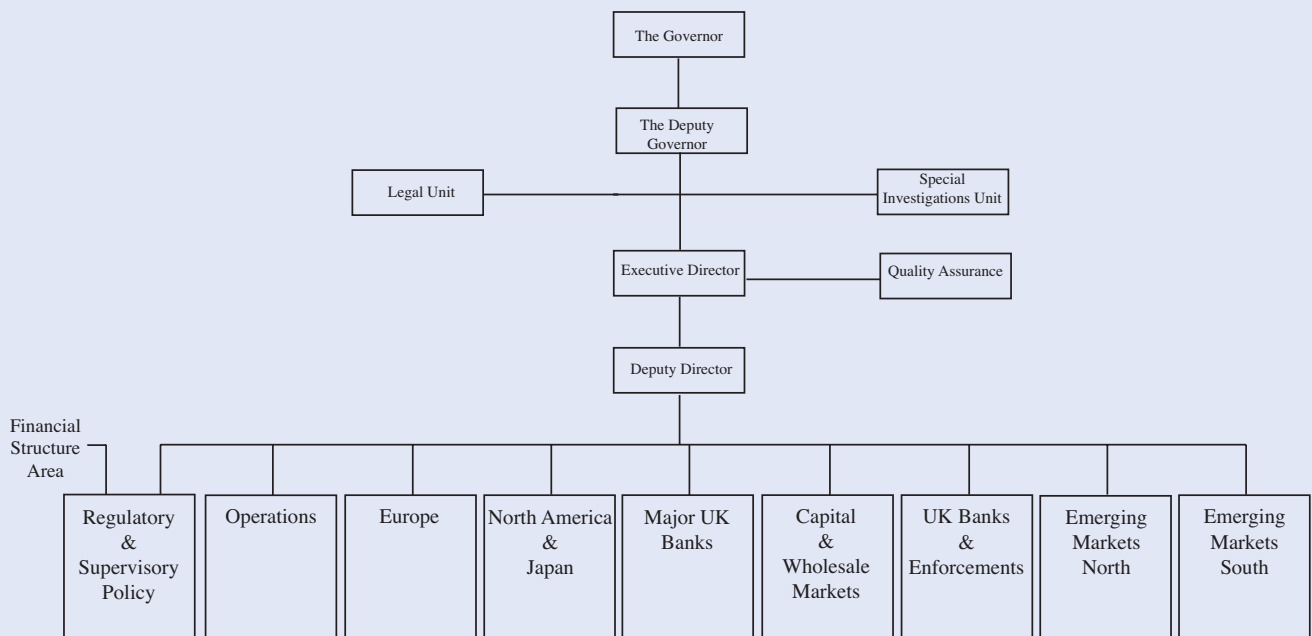 The Governor
The Deputy
Governor
Legal Unit
Special
Investigations Unit
Executive Director
Quality Assurance
Deputy Director
Financial
Structure
Area
Regulatory
&
Supervisory
Policy
Operations
Europe
North America
&
Japan
Major UK
Banks
Capital
&
Wholesale
Markets
UK Banks
&
Enforcements
Emerging
Markets
North
Emerging
Markets
South